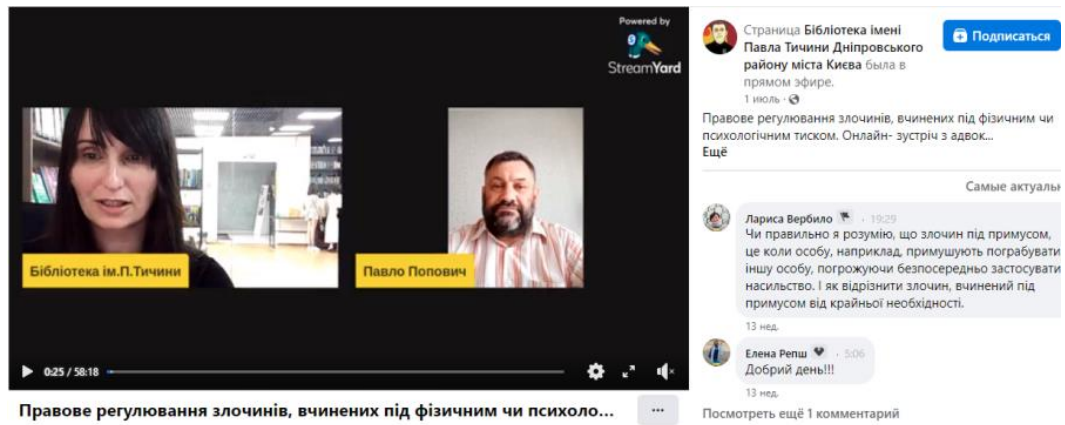 Powered by
StreamYard
Бібліотека ім.П.Тичини
Павло Попович
0:25 / 58:18
Правове регулювання злочинів, вчинених під фізичним чи психоло...
Страница Бібліотека імені
Павла Тичини Дніпровського
району міста Києва была в
прямом эфире.
1 июль
Подписаться
Правове регулювання злочинів, вчинених під фізичним чи
психологічним тиском. Онлайн- зустріч з адвок...
Ещё
Самые актуальн
Лариса Вербило · 19:29
Чи правильно я розумію, що злочин під примусом,
це коли особу, наприклад, примушують пограбувати
іншу особу, погрожуючи безпосередньо застосувати
насильство. І як відрізнити злочин, вчинений під
примусом від крайньої необхідності.
13 нед.
Елена Репш · 5:06
Добрий день!!!
13 нед.
Посмотреть ещё 1 комментарий